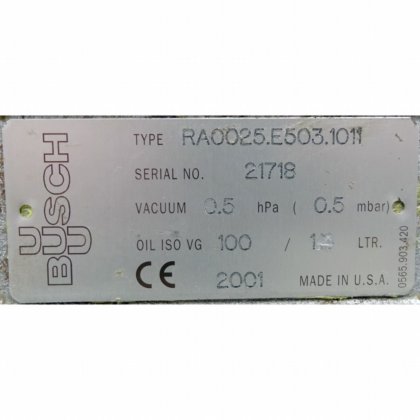 BUSCH
TYPE RA0025.E503.1011
SERIAL NO. 21718
VACUUM 0.5 hPa ( 0.5 mbar)
OIL ISO VG 100 / LTR.
CE 2001 MADE IN U.S.A.
0565.903.420